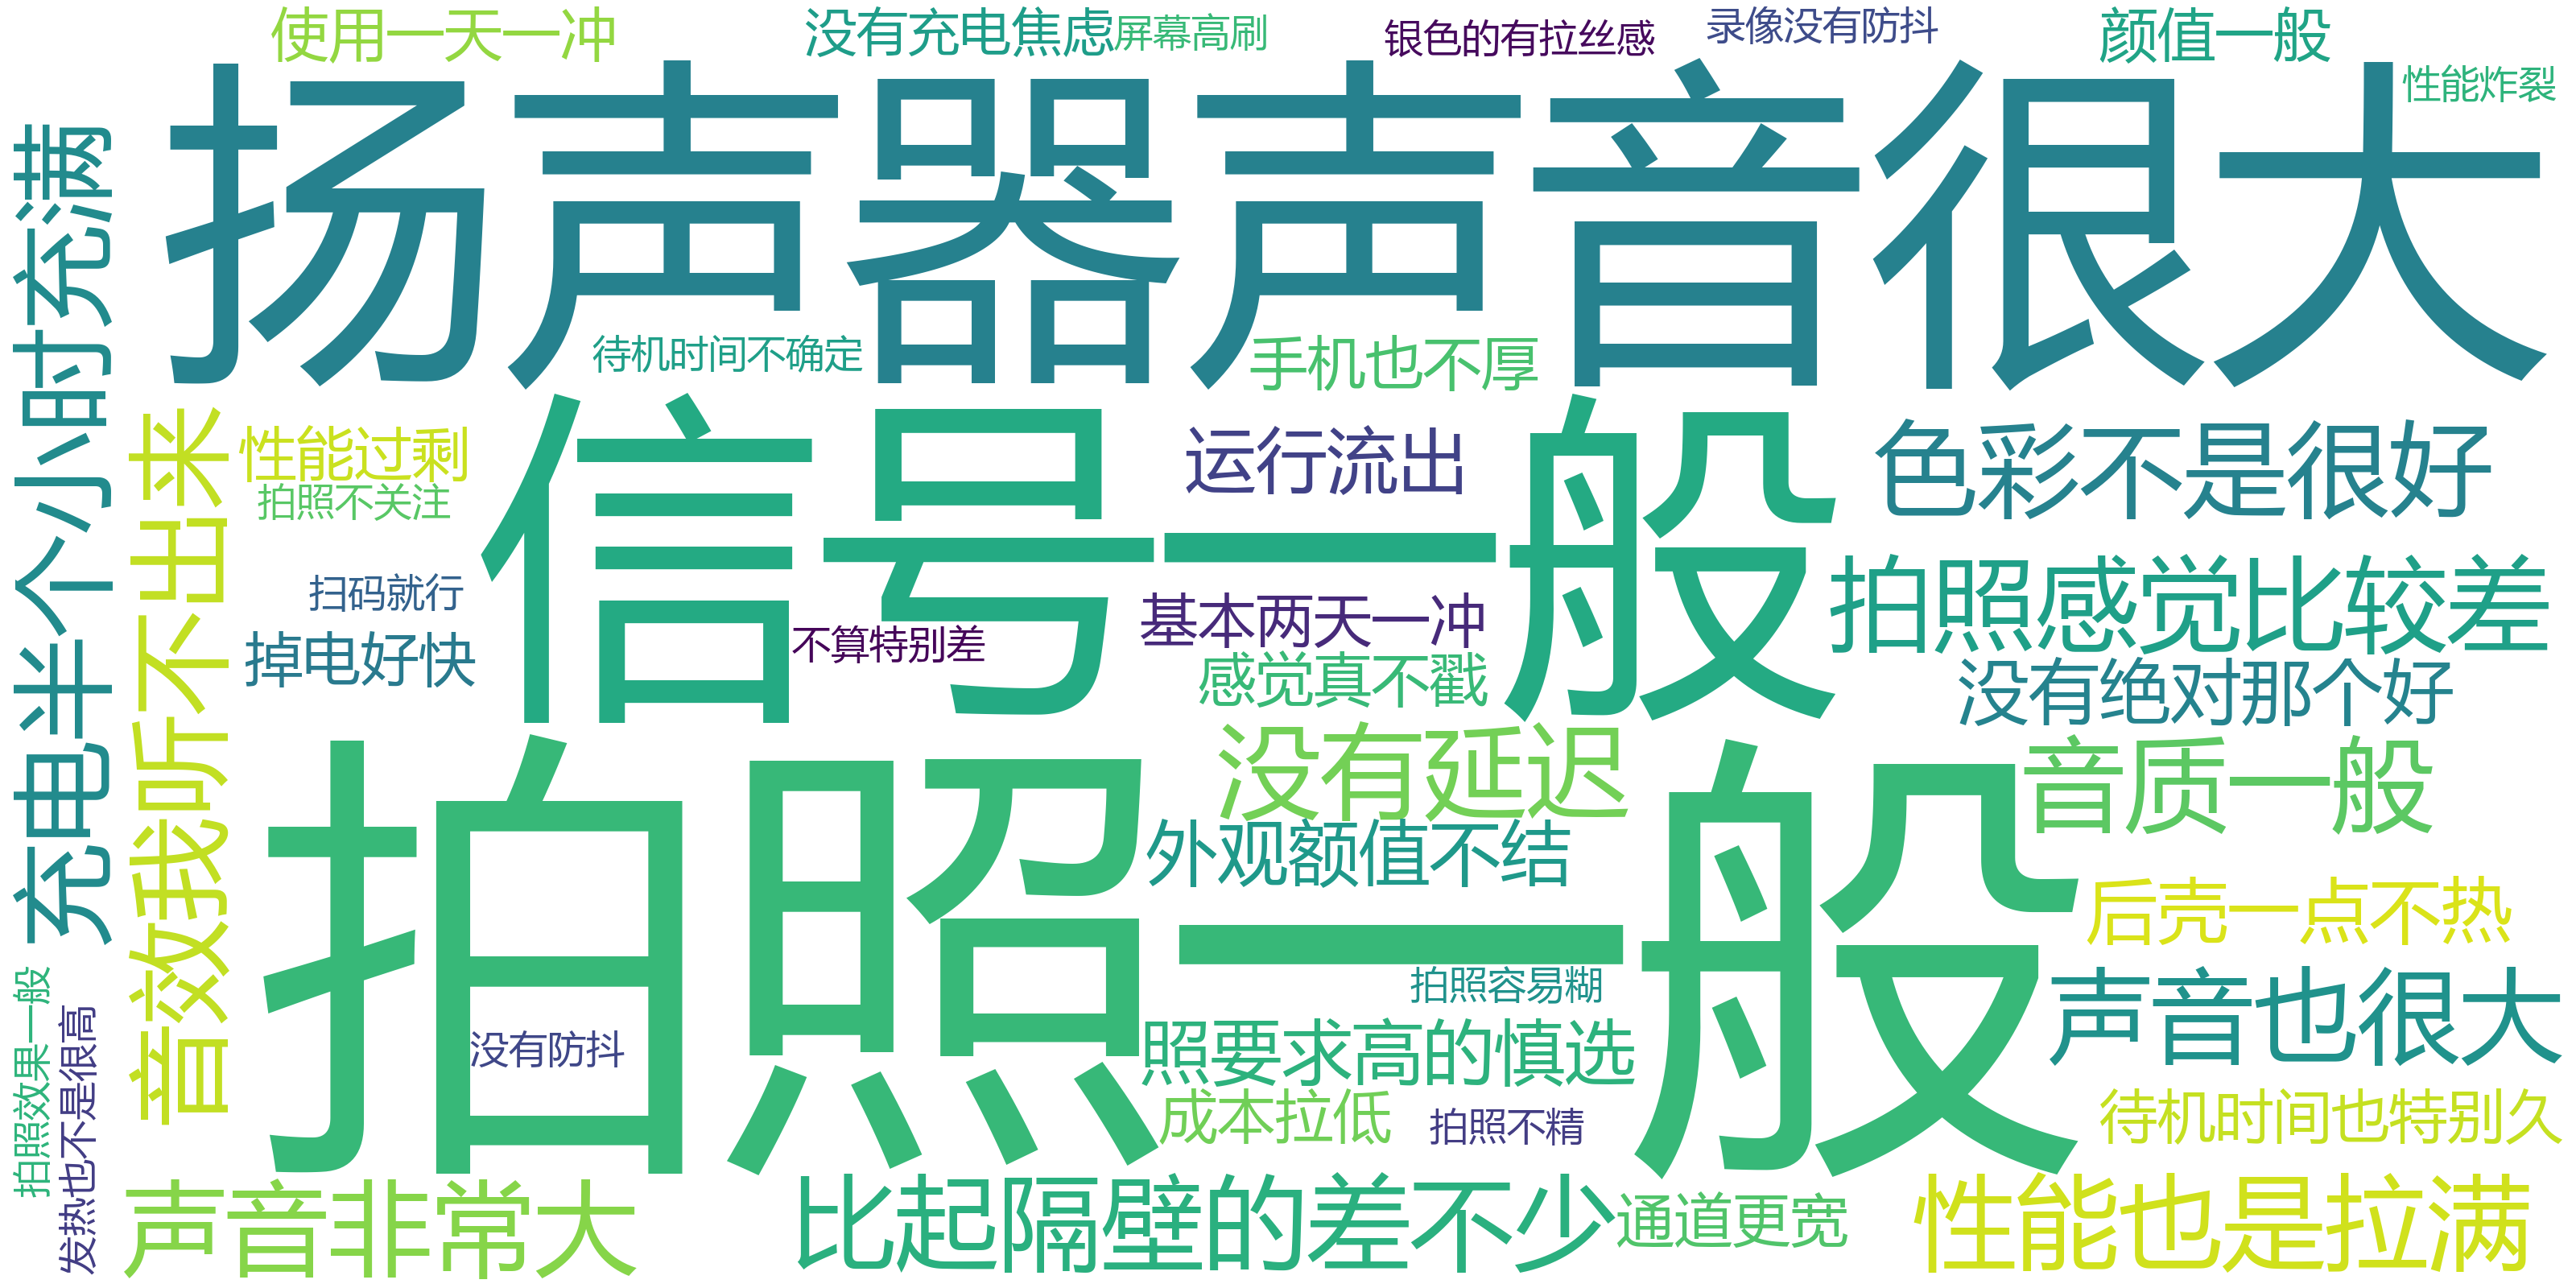 使用一天一冲
没有充电焦虑
屏幕高刷
银色的有拉丝感
录像没有防抖
颜值一般
性能炸裂
扬声器声音很大
充电半个小时充满
待机时间不确定
手机也不厚
音效我听不出来
性能过剩
拍照不关注
信号一般
运行流出
色彩不是很好
扫码就行
掉电好快
不算特别差
基本两天一冲
感觉真不戳
拍照感觉比较差
没有绝对那个好
拍照一般
没有延迟
音质一般
外观额值不结
后壳一点不热
拍照容易糊
声音也很大
没有防抖
照要求高的慎选
成本拉低
拍照不精
待机时间也特别久
拍照效果一般
发热也不是很高
声音非常大
比起隔壁的差不少
通道更宽
性能也是拉满